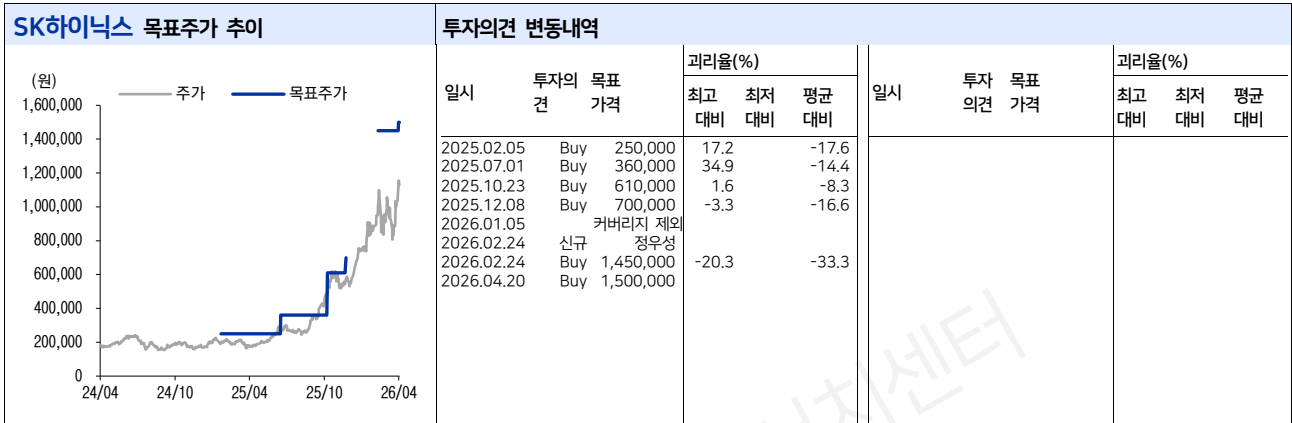 SK하이닉스 목표주가 추이
(원)
주가 목표주가
1,600,000
1,400,000
1,200,000
1,000,000
800,000
600,000
400,000
200,000
0
24/04 24/10 25/04 25/10 26/04
투자의견 변동내역
일시 투자의견 목표가격 괴리율(%)
최고대비 최저대비 평균대비
2025.02.05 Buy 250,000 17.2 -17.6
2025.07.01 Buy 360,000 34.9 -14.4
2025.10.23 Buy 610,000 1.6 -8.3
2025.12.08 Buy 700,000 -3.3 -16.6
2026.01.05 커버리지 제외
2026.02.24 신규 정우성
2026.02.24 Buy 1,450,000 -20.3 -33.3
2026.04.20 Buy 1,500,000
일시 투자의견 목표가격 괴리율(%)
최고대비 최저대비 평균대비
센터